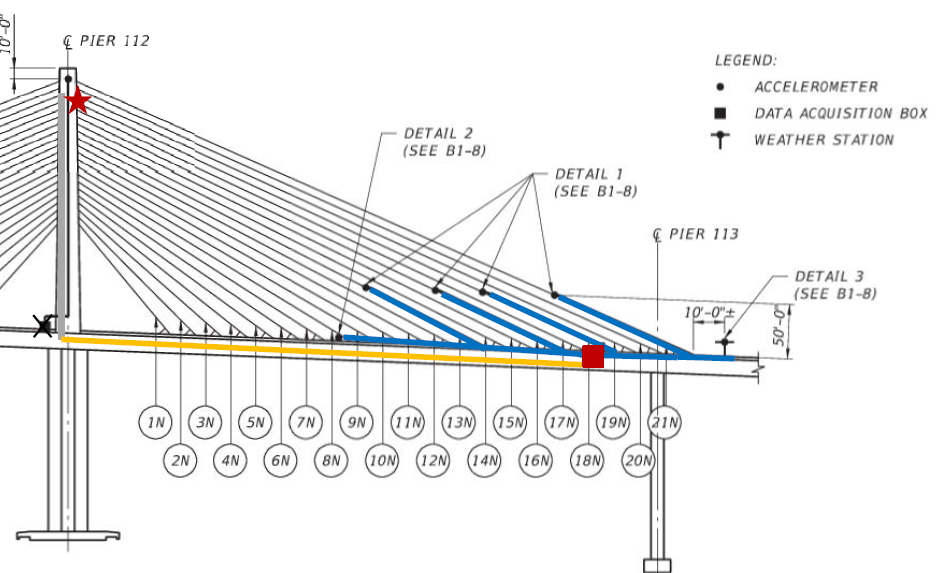 10'-0"
℄ PIER 112
LEGEND:
ACCELEROMETER
DATA ACQUISITION BOX
WEATHER STATION
DETAIL 2
(SEE B1-8)
DETAIL 1
(SEE B1-8)
℄ PIER 113
DETAIL 3
(SEE B1-8)
10'-0"±
50'-0"
1N
3N
5N
7N
9N
11N
13N
15N
17N
19N
21N
2N
4N
6N
8N
10N
12N
14N
16N
18N
20N